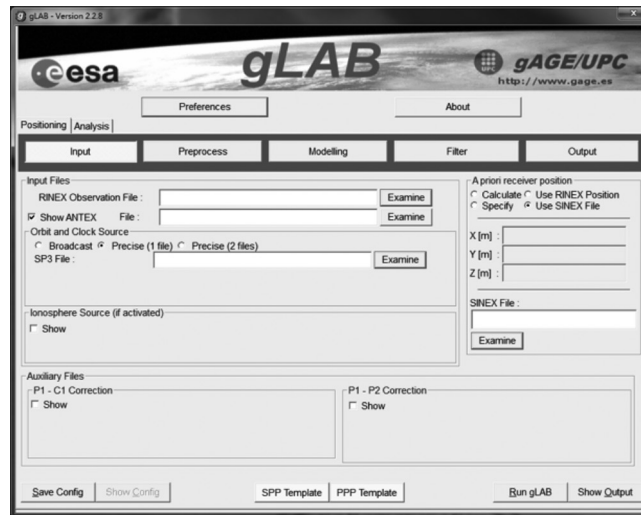 gLAB - Version 2.2.8
esa
gLAB
gAGE/UPC
http://www.gage.es
Preferences
About
Positioning
Analysis
Input
Preprocess
Modelling
Filter
Output
Input Files
RINEX Observation File :
Examine
Show ANTEX
File :
Examine
Orbit and Clock Source
Broadcast
Precise (1 file)
Precise (2 files)
SP3 File :
Examine
Ionosphere Source (if activated)
Show
A priori receiver position
Calculate
Use RINEX Position
Specify
Use SINEX File
X [m] :
Y [m] :
Z [m] :
SINEX File :
Examine
Auxiliary Files
P1 - C1 Correction
Show
P1 - P2 Correction
Show
Save Config
Show Config
SPP Template
PPP Template
Run gLAB
Show Output